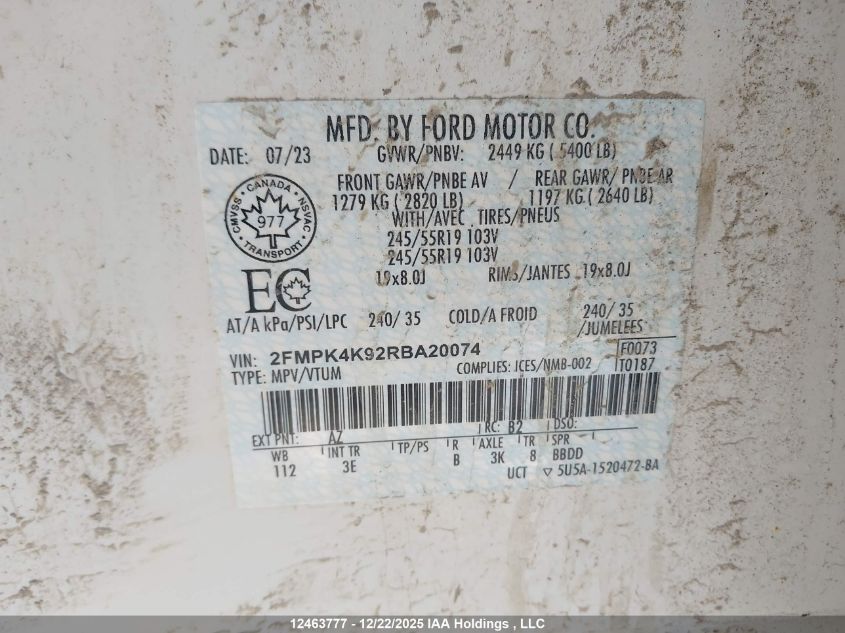 MFD. BY FORD MOTOR CO.
DATE: 07/23 GVWR/PNBV: 2449 KG ( 5400 LB)
FRONT GAWR/PNBE AV / REAR GAWR/ PNBE AR
1279 KG ( 2820 LB) 1197 KG ( 2640 LB)
WITH/AVEC TIRES/PNEUS
245/55R19 103V
245/55R19 103V
19x8.0J RIMS/JANTES 19x8.0J
CANADA
CMVSS NSVAC
977
TRANSPORT
EC
AT/A kPa/PSI/LPC 240/ 35 COLD/A FROID 240/ 35
/JUMELEES
VIN: 2FMPK4K92RBA20074 F0073
TYPE: MPV/VTUM COMPLIES: ICES/NMB-002 T0187
EXT PNT: AZ RC: B2 DSO:
WB INT TR TP/PS R AXLE TR SPR
112 3E B 3K 8 BBDD
UCT ▽ 5U5A-1520472-BA
12463777 - 12/22/2025 IAA Holdings , LLC